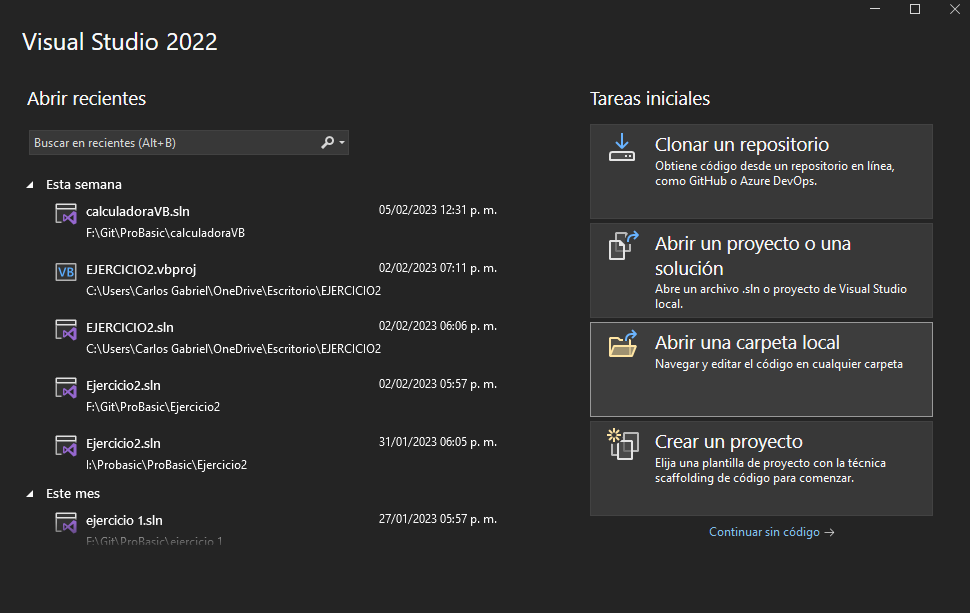 Visual Studio 2022
Abrir recientes
Buscar en recientes (Alt+B)
Esta semana
calculadoraVB.sln 05/02/2023 12:31 p. m.
F:\Git\ProBasic\calculadoraVB
VB EJERCICIO2.vbproj 02/02/2023 07:11 p. m.
C:\Users\Carlos Gabriel\OneDrive\Escritorio\EJERCICIO2
EJERCICIO2.sln 02/02/2023 06:06 p. m.
C:\Users\Carlos Gabriel\OneDrive\Escritorio\EJERCICIO2
Ejercicio2.sln 02/02/2023 05:57 p. m.
F:\Git\ProBasic\Ejercicio2
Ejercicio2.sln 31/01/2023 06:05 p. m.
I:\Probasic\ProBasic\Ejercicio2
Este mes
ejercicio 1.sln 27/01/2023 05:57 p. m.
F:\Git\ProBasic\ejercicio 1
Tareas iniciales
Clonar un repositorio
Obtiene código desde un repositorio en línea,
como GitHub o Azure DevOps.
Abrir un proyecto o una
solución
Abre un archivo .sln o proyecto de Visual Studio
local.
Abrir una carpeta local
Navegar y editar el código en cualquier carpeta
Crear un proyecto
Elija una plantilla de proyecto con la técnica
scaffolding de código para comenzar.
Continuar sin código →